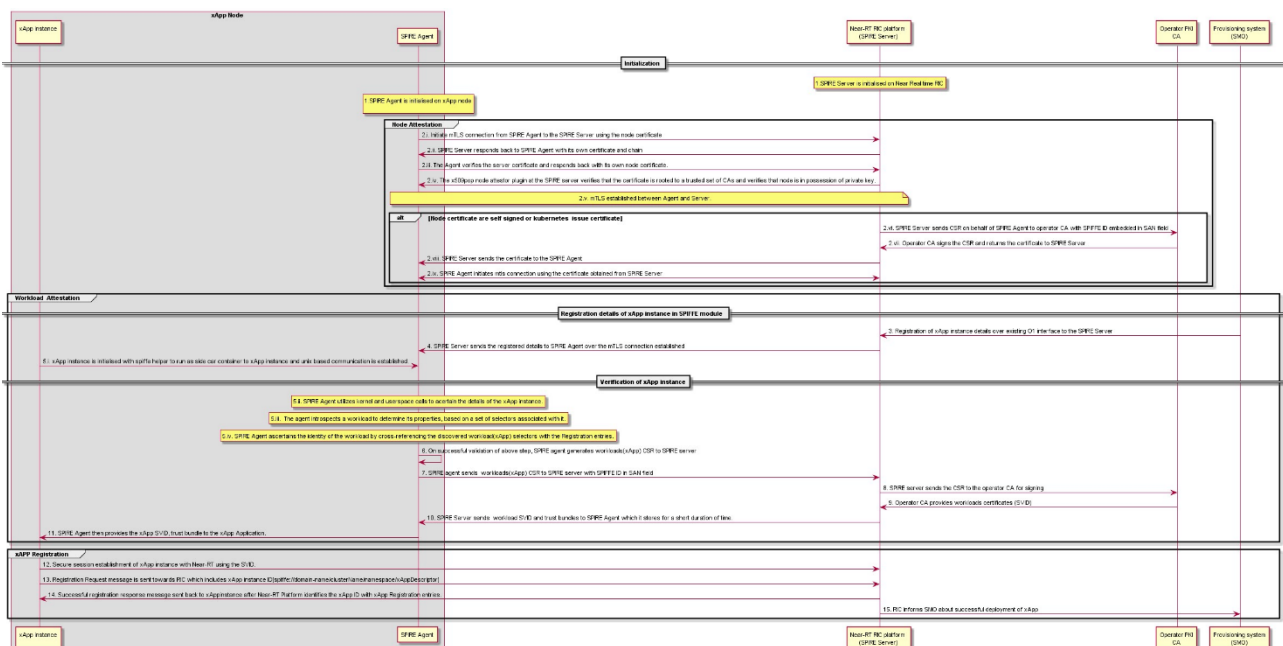 xApp Node
xApp instance
SPIRE Agent
Near-RT RIC platform
(SPIRE Server)
Operator PKI
CA
Provisioning system
(SMO)
Initialization
1.SPIRE Server is initialised on Near Real time RIC
1.SPIRE Agent is initialised on xApp node
Node Attestation
2.i. Initiate mTLS connection from SPIRE Agent to the SPIRE Server using the node certificate
2.ii. SPIRE Server responds back to SPIRE Agent with its own certificate and chain
2.iii. The Agent verifies the server certificate and responds back with its own node certificate.
2.iv. The x509pop node attestor plugin at the SPIRE server verifies that the certificate is rooted to a trusted set of CAs and verifies that node is in possession of private key.
2.v. mTLS established between Agent and Server.
alt [Node certificate are self signed or kubernetes issue certificate]
2.vi. SPIRE Server sends CSR on behalf of SPIRE Agent to operator CA with SPIFFE ID embedded in SAN field
2.vii. Operator CA signs the CSR and returns the certificate to SPIRE Server
2.viii. SPIRE Server sends the certificate to the SPIRE Agent
SPIRE Agent initiates mtls connection using the certificate obtained from SPIRE Server
Workload Attestation
Registration details of xApp instance in SPIFFE module
3. Registration of xApp instance details over existing O1 interface to the SPIRE Server
4. SPIRE Server sends the registered details to SPIRE Agent over the mTLS connection established
5.i. xApp instance is initialised with spiffe helper to run as side car container to xApp instance and unix based communication is established.
Verification of xApp instance
5.ii. SPIRE Agent utilizes kernel and userspace calls to acertain the details of the xApp instance.
5.iii. The agent introspects a workload to determine its properties, based on a set of selectors associated with it.
5.iv. SPIRE Agent ascertains the identity of the workload by cross-referencing the discovered workload(xApp) selectors with the Registration entries.
6. On successful validation of above step, SPIRE agent generates workloads(xApp) CSR to SPIRE server
7. SPIRE agent sends workloads(xApp) CSR to SPIRE server with SPIFFE ID in SAN field
8. SPIRE server sends the CSR to the operator CA for signing
9. Operator CA provides workloads certificates (SVID)
10. SPIRE Server sends workload SVID and trust bundles to SPIRE Agent which it stores for a short duration of time.
11. SPIRE Agent then provides the xApp SVID, trust bundle to the xApp Application.
xAPP Registration
12. Secure session establishment of xApp instance with Near-RT using the SVID.
13. Registration Request message is sent towards RIC which includes xApp instance ID
14. Successful registration response message sent back to xAppinstance after Near-RT Platform identifies the xApp ID with xApp Registration entries.
15. RIC informs SMO about successful deployment of xApp
xApp instance
SPIRE Agent
Near-RT RIC platform
(SPIRE Server)
Operator PKI
CA
Provisioning system
(SMO)